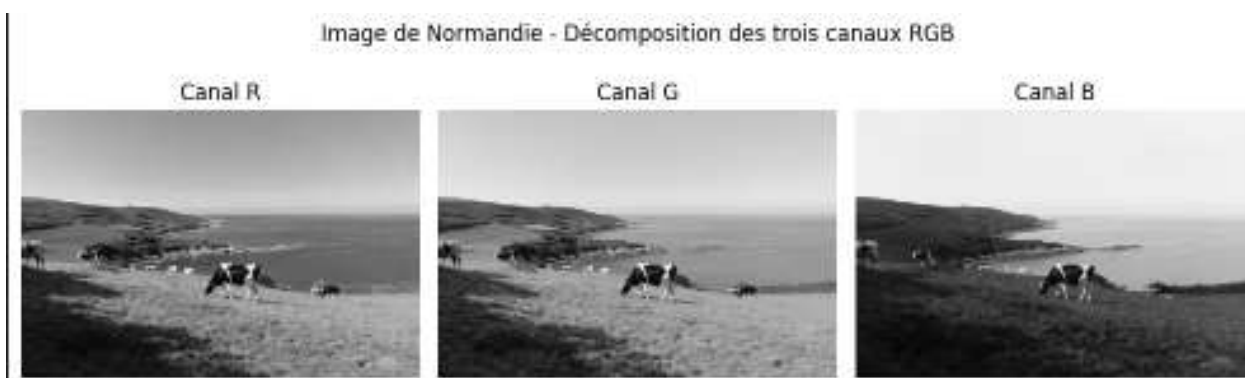 Image de Normandie - Décomposition des trois canaux RGB
Canal R
Canal G
Canal B